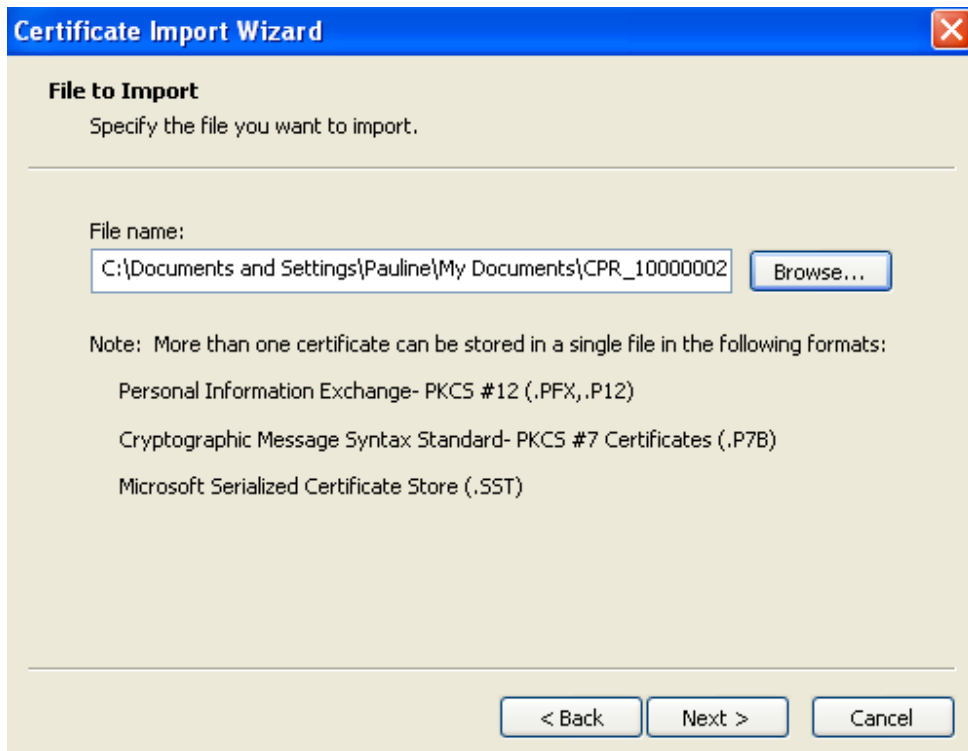 Certificate Import Wizard
File to Import
Specify the file you want to import.
File name:
C:\Documents and Settings\Pauline\My Documents\CPR_10000002
Browse...
Note:  More than one certificate can be stored in a single file in the following formats:
Personal Information Exchange- PKCS #12 (.PFX,.P12)
Cryptographic Message Syntax Standard- PKCS #7 Certificates (.P7B)
Microsoft Serialized Certificate Store (.SST)
< Back
Next >
Cancel